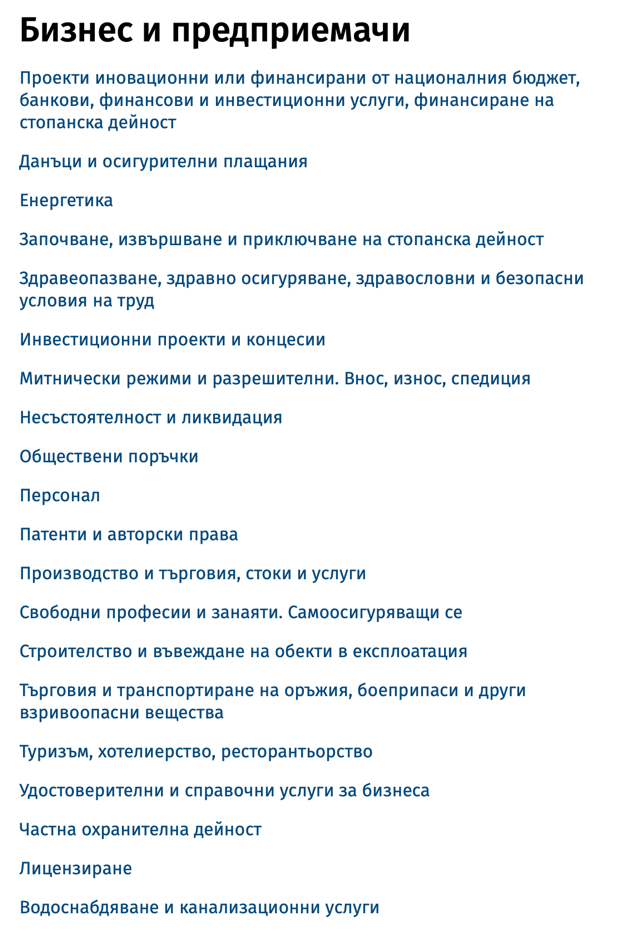 Бизнес и предприемачи
Проекти иновационни или финансирани от националния бюджет,
банкови, финансови и инвестиционни услуги, финансиране на
стопанска дейност
Данъци и осигурителни плащания
Енергетика
Започване, извършване и приключване на стопанска дейност
Здравеопазване, здравно осигуряване, здравословни и безопасни
условия на труд
Инвестиционни проекти и концесии
Митнически режими и разрешителни. Внос, износ, спедиция
Несъстоятелност и ликвидация
Обществени поръчки
Персонал
Патенти и авторски права
Производство и търговия, стоки и услуги
Свободни професии и занаяти. Самоосигуряващи се
Строителство и въвеждане на обекти в експлоатация
Търговия и транспортиране на оръжия, боеприпаси и други
взривоопасни вещества
Туризъм, хотелиерство, ресторантьорство
Удостоверителни и справочни услуги за бизнеса
Частна охранителна дейност
Лицензиране
Водоснабдяване и канализационни услуги